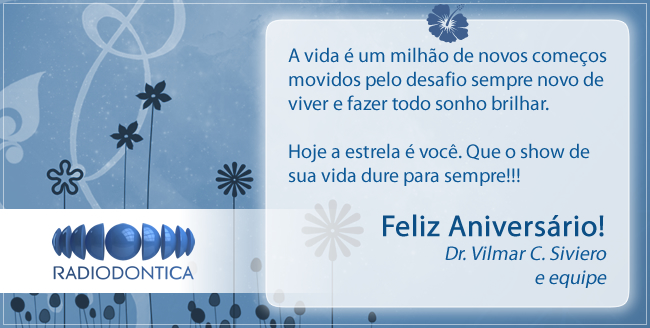 A vida é um milhão de novos começos
movidos pelo desafio sempre novo de
viver e fazer todo sonho brilhar.
Hoje a estrela é você. Que o show de
sua vida dure para sempre!!!
Feliz Aniversário!
Dr. Vilmar C. Siviero
e equipe
RADIODONTICA